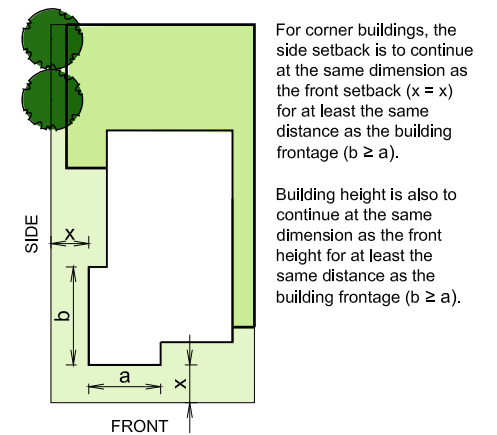 For corner buildings, the
side setback is to continue
at the same dimension as
the front setback (x = x)
for at least the same
distance as the building
frontage (b ≥ a).
Building height is also to
continue at the same
dimension as the front
height for at least the
same distance as the
building frontage (b ≥ a).
SIDE
x
b
a
x
FRONT